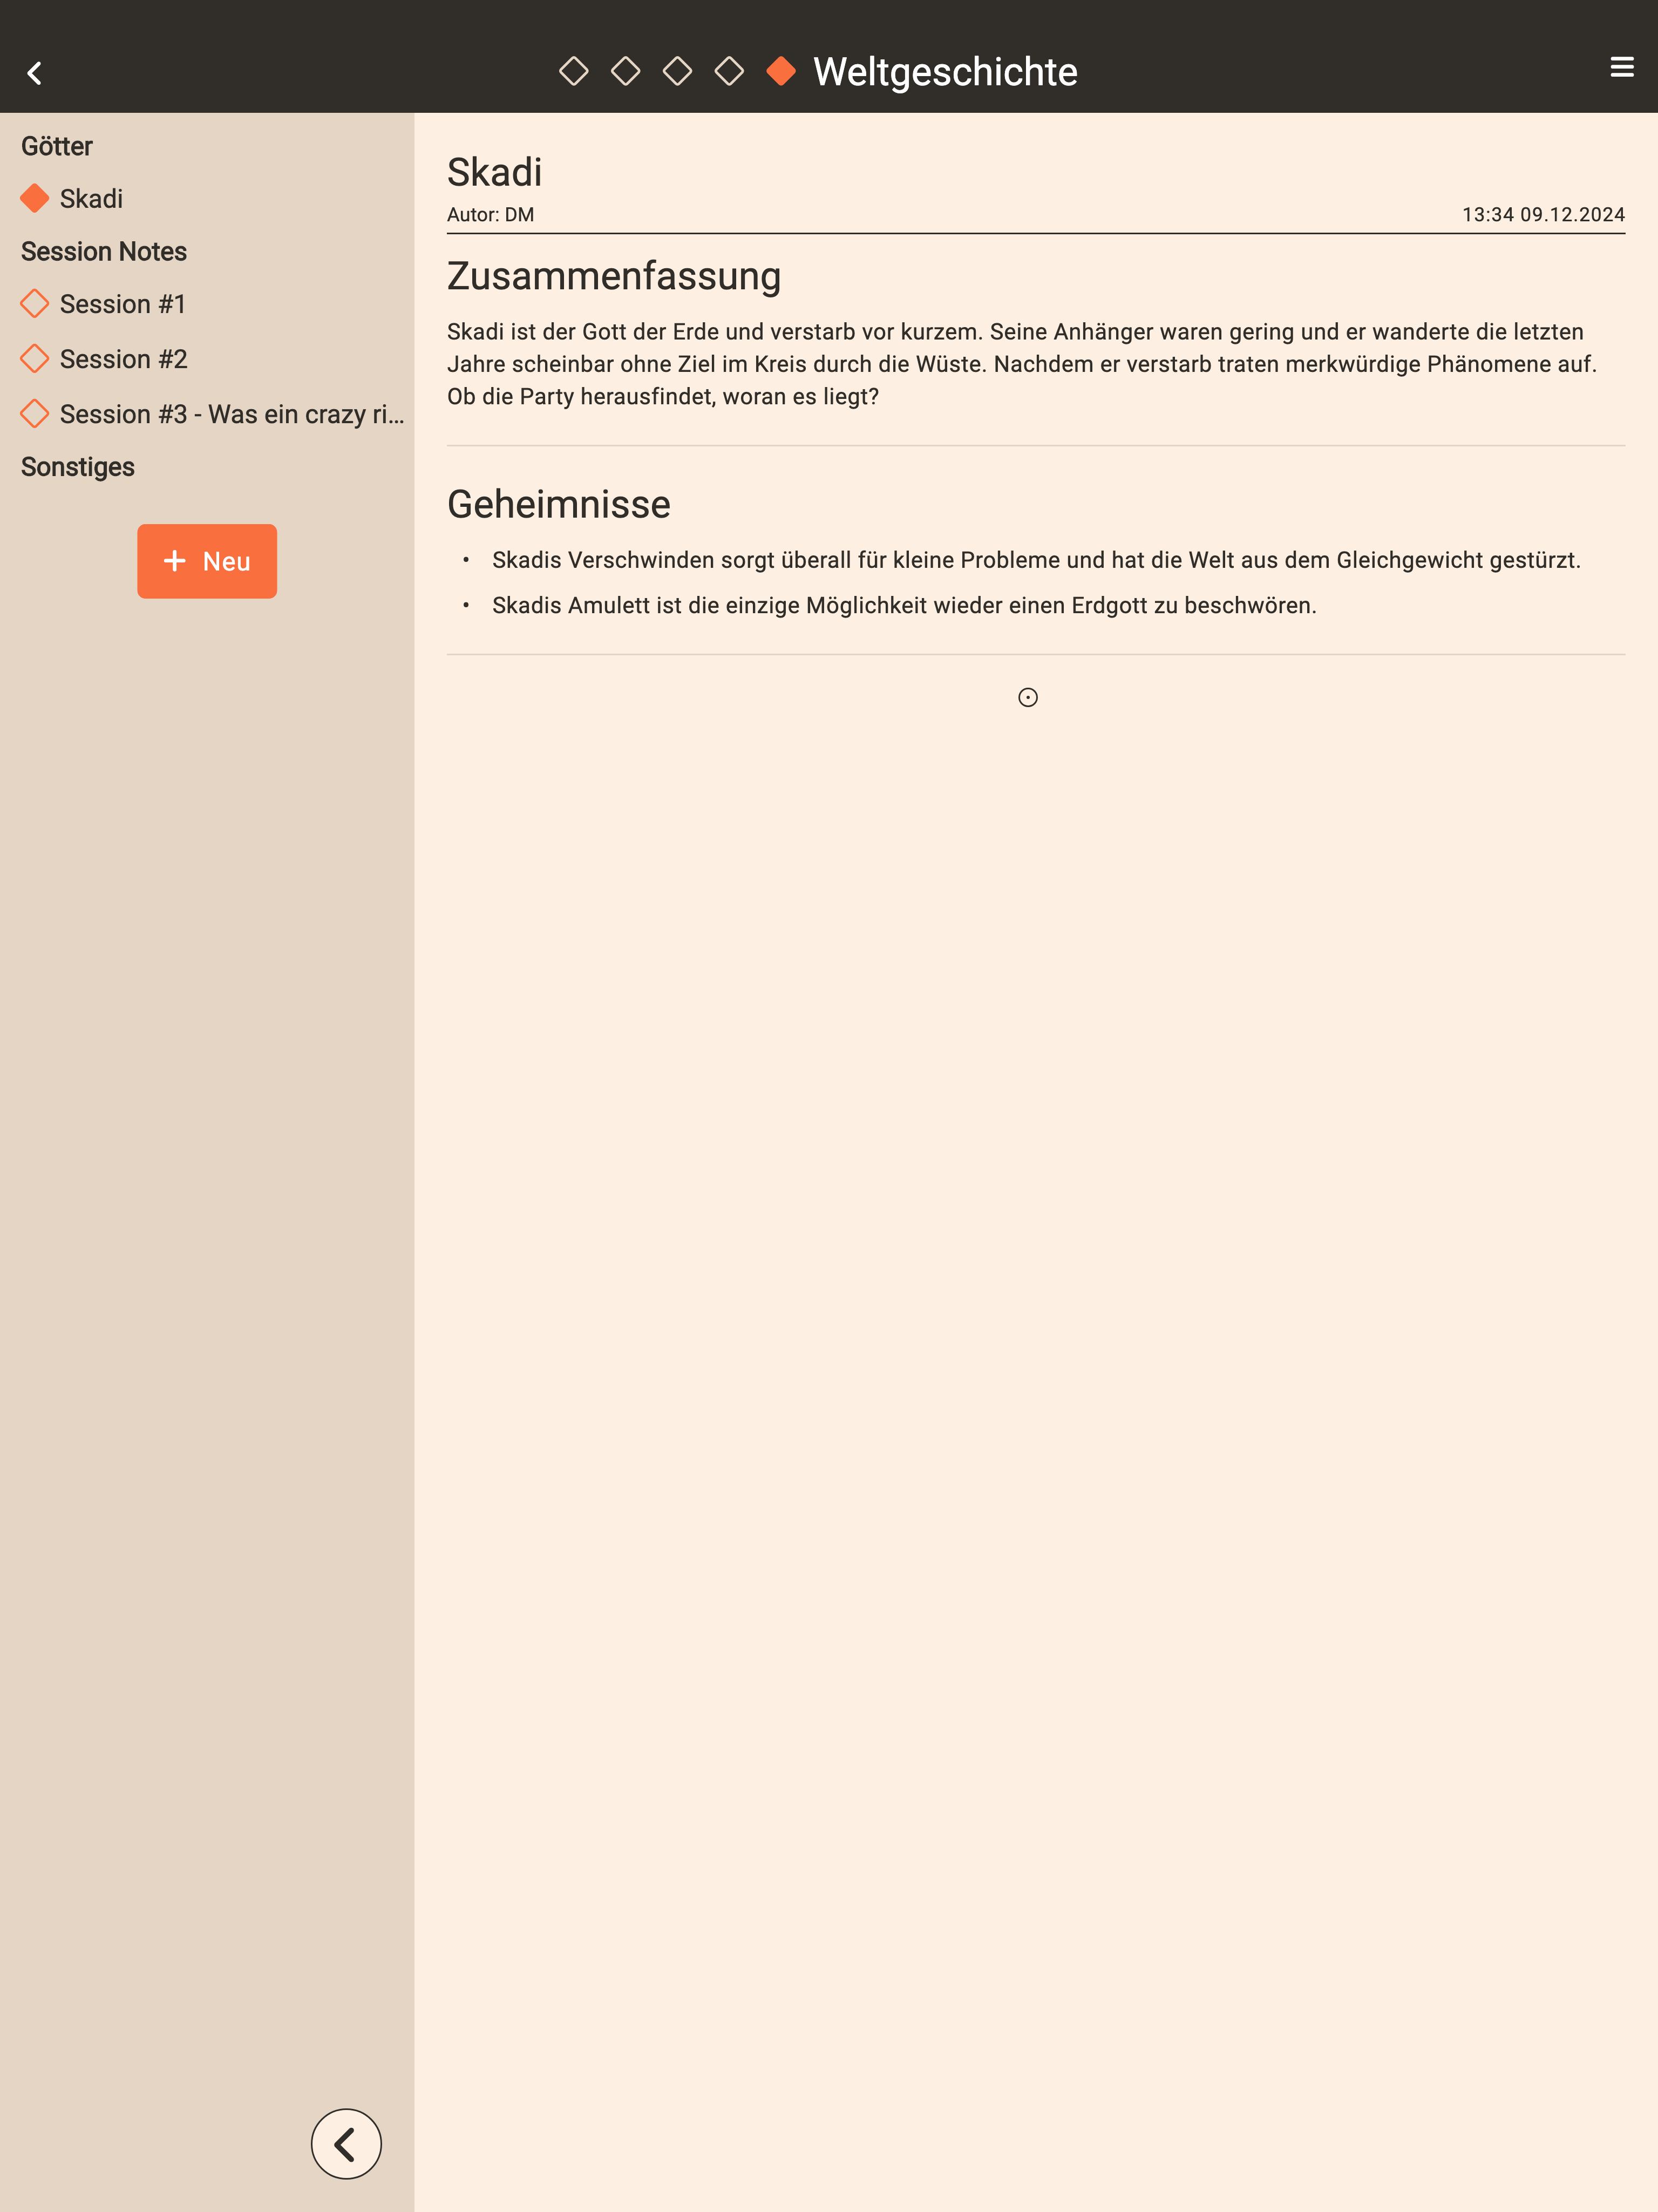 Weltgeschichte
Götter
Skadi
Session Notes
Session #1
Session #2
Session #3 - Was ein crazy ri...
Sonstiges
+ Neu
Skadi
Autor: DM
13:34 09.12.2024
Zusammenfassung
Skadi ist der Gott der Erde und verstarb vor kurzem. Seine Anhänger waren gering und er wanderte die letzten
Jahre scheinbar ohne Ziel im Kreis durch die Wüste. Nachdem er verstarb traten merkwürdige Phänomene auf.
Ob die Party herausfindet, woran es liegt?
Geheimnisse
• Skadis Verschwinden sorgt überall für kleine Probleme und hat die Welt aus dem Gleichgewicht gestürzt.
• Skadis Amulett ist die einzige Möglichkeit wieder einen Erdgott zu beschwören.